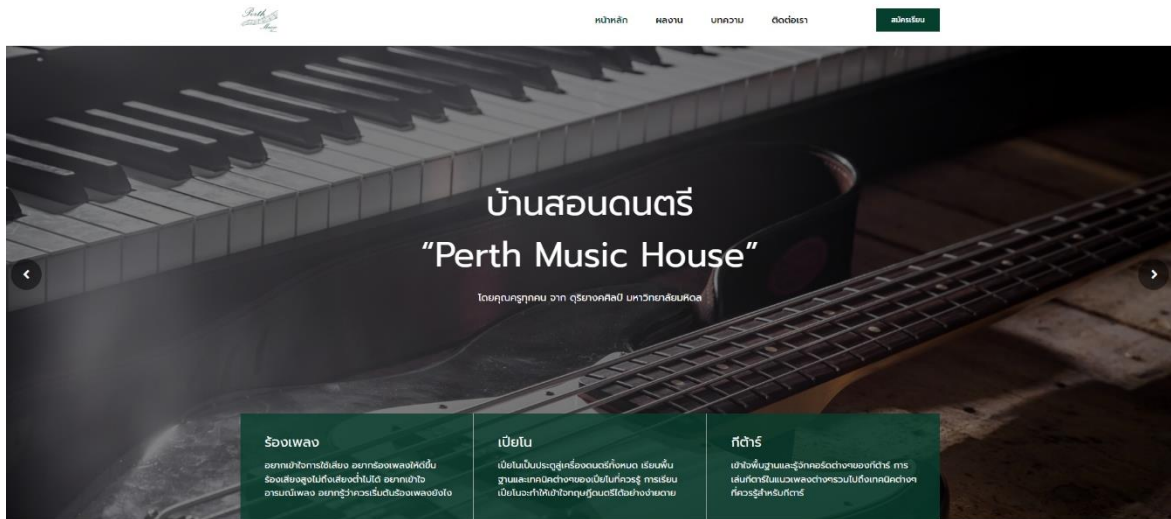 Perth
Music
หน้าหลัก ผลงาน บทความ ติดต่อเรา สมัครเรียน
บ้านสอนดนตรี
“Perth Music House”
โดยคุณครูทุกคน จาก ดุริยางคศิลป์ มหาวิทยาลัยมหิดล
ร้องเพลง
อยากเข้าใจการใช้เสียง อยากร้องเพลงให้ดีขึ้น
ร้องเสียงสูงไม่ถึงเสียงต่ำไม่ได้ อยากเข้าใจ
อารมณ์เพลง อยากรู้ว่าควรเริ่มต้นร้องเพลงยังไง
เปียโน
เปียโนเป็นประตูสู่เครื่องดนตรีทั้งหมด เรียนพื้น
ฐานและเทคนิคต่างๆของเปียโนที่ควรรู้ การเรียน
เปียโนจะทำให้เข้าใจทฤษฎีดนตรีได้อย่างง่ายดาย
กีต้าร์
เข้าใจพื้นฐานและรู้จักคอร์ดต่างๆของกีต้าร์ การ
เล่นกีตาร์ในแนวเพลงต่างๆรวมไปถึงเทคนิคต่างๆ
ที่ควรรู้สำหรับกีตาร์